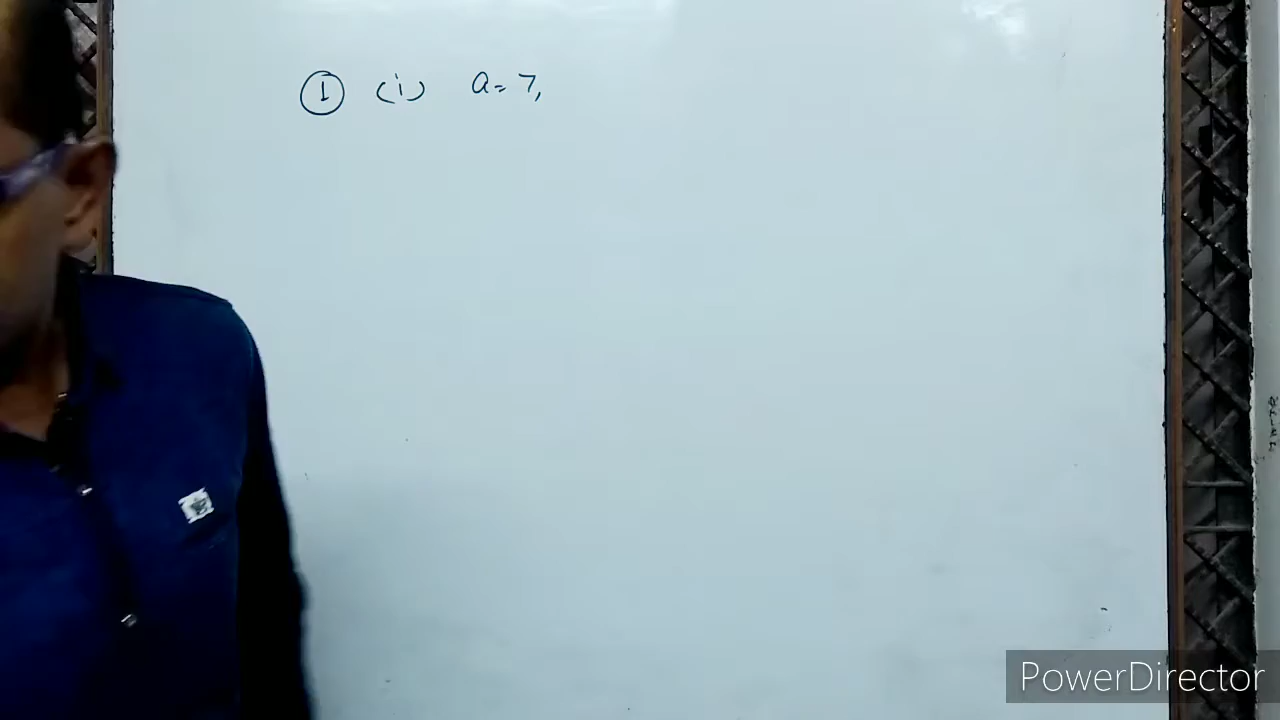 ① (i) a = 7,
PowerDirector